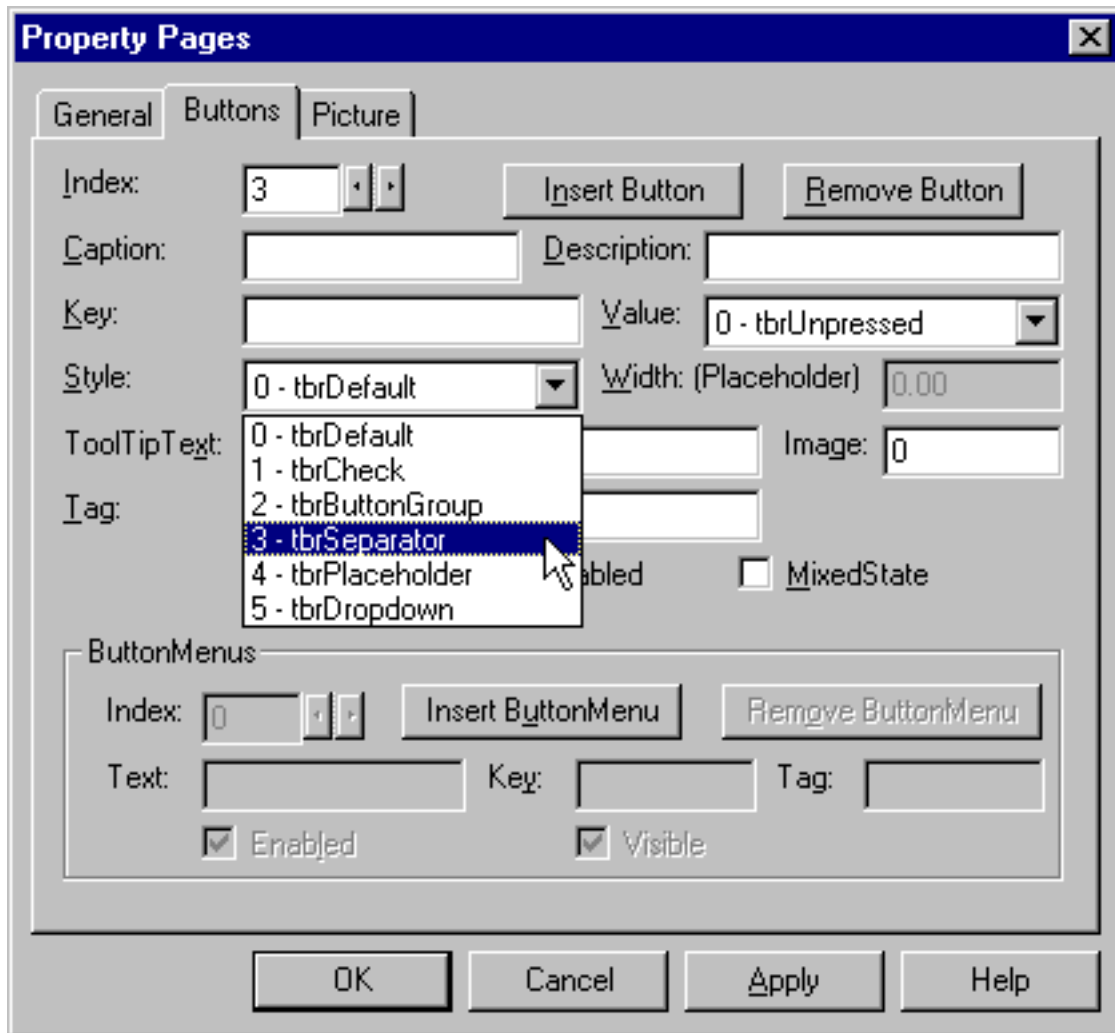 Property Pages
General Buttons Picture
Index: 3 Insert Button Remove Button
Caption: Description:
Key: Value: 0 - tbrUnpressed
Style: 0 - tbrDefault Width: (Placeholder) 0.00
ToolTipText: Image: 0
Tag:
0 - tbrDefault
1 - tbrCheck
2 - tbrButtonGroup
3 - tbrSeparator
4 - tbrPlaceholder
5 - tbrDropdown
abled MixedState
ButtonMenus
Index: 0 Insert ButtonMenu Remove ButtonMenu
Text: Key: Tag:
Enabled Visible
OK Cancel Apply Help